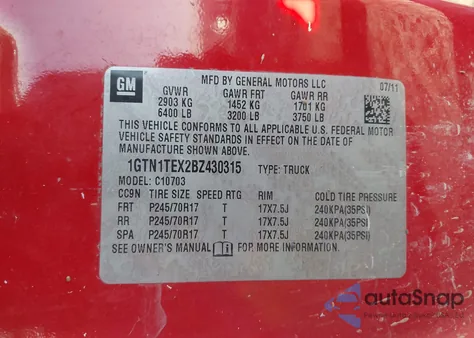 GM
MFD BY GENERAL MOTORS LLC
07/11
GVWR GAWR FRT GAWR RR
2903 KG 1452 KG 1701 KG
6400 LB 3200 LB 3750 LB
THIS VEHICLE CONFORMS TO ALL APPLICABLE U.S. FEDERAL MOTOR
VEHICLE SAFETY STANDARDS IN EFFECT ON THE DATE OF
MANUFACTURE SHOWN ABOVE.
1GTN1TEX2BZ430315 TYPE: TRUCK
MODEL: C10703
CC9N TIRE SIZE SPEED RTG RIM COLD TIRE PRESSURE
FRT P245/70R17 T 17X7.5J 240KPA(35PSI)
RR P245/70R17 T 17X7.5J 240KPA(35PSI)
SPA P245/70R17 T 17X7.5J 240KPA(35PSI)
SEE OWNER'S MANUAL FOR MORE INFORMATION.
autoSnap